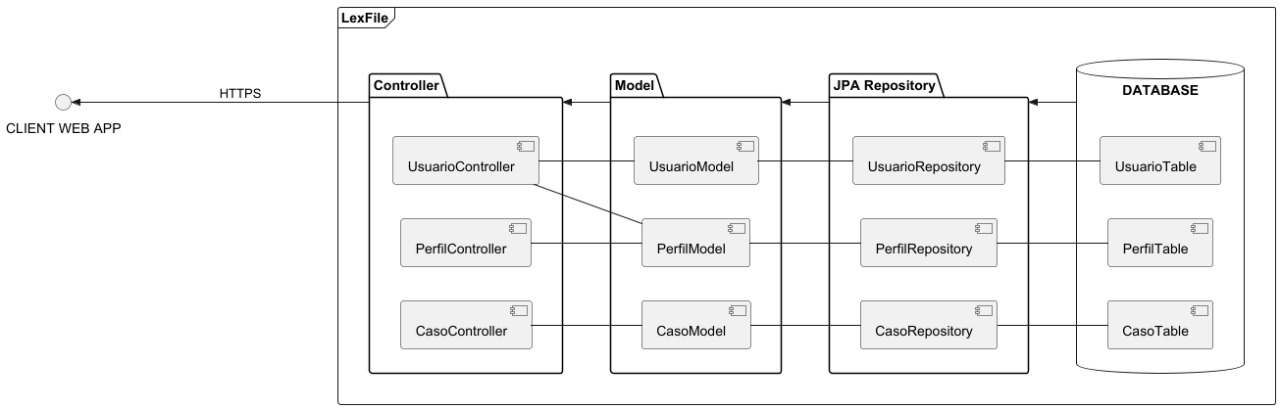 LexFile
Controller
Model
JPA Repository
DATABASE
HTTPS
CLIENT WEB APP
UsuarioController
UsuarioModel
UsuarioRepository
UsuarioTable
PerfilController
PerfilModel
PerfilRepository
PerfilTable
CasoController
CasoModel
CasoRepository
CasoTable